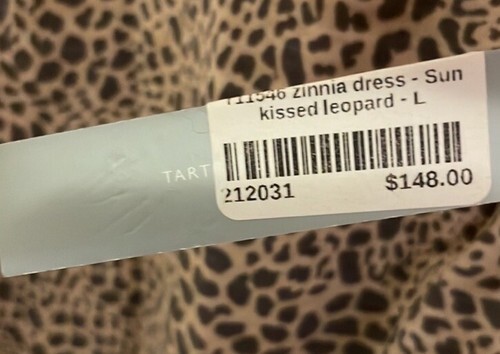 zinnia dress - Sun
kissed leopard - L
TART
212031
$148.00